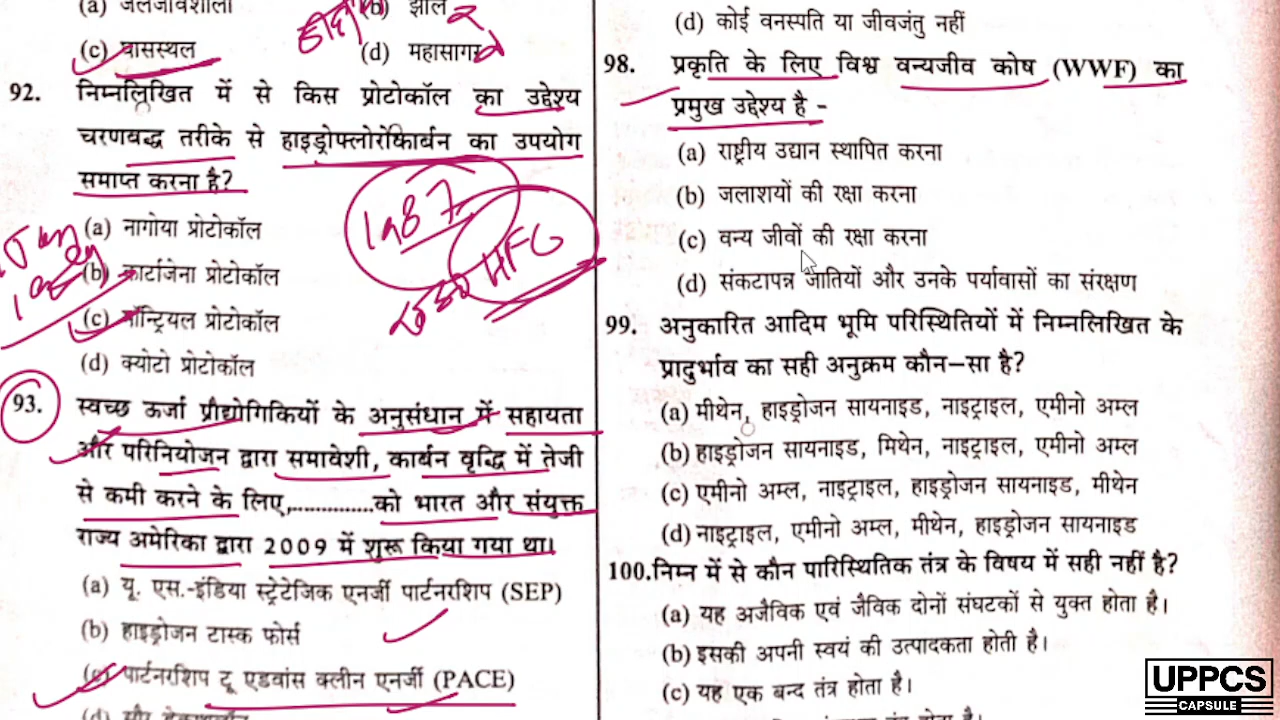 (a) जलजीवशाला
(b) झील
(c) वासस्थल
(d) महासागर
92. निम्नलिखित में से किस प्रोटोकॉल का उद्देश्य
चरणवद्ध तरीके से हाइड्रोफ्लोरोकार्बन का उपयोग
समाप्त करना है?
(a) नागोया प्रोटोकॉल
(b) कार्टाजेना प्रोटोकॉल
(c) मॉन्ट्रियल प्रोटोकॉल
(d) क्योटो प्रोटोकॉल
1987
HFC
93. स्वच्छ ऊर्जा प्रौद्योगिकियों के अनुसंधान में सहायता
और परिनियोजन द्वारा समावेशी, कार्बन वृद्धि में तेजी
से कमी करने के लिए,...............को भारत और संयुक्त
राज्य अमेरिका द्वारा 2009 में शुरू किया गया था।
(a) यू. एस.-इंडिया स्ट्रेटेजिक एनर्जी पार्टनरशिप (SEP)
(b) हाइड्रोजन टास्क फोर्स
(c) पार्टनरशिप टू एडवांस क्लीन एनर्जी (PACE)
(d) कोई वनस्पति या जीवजंतु नहीं
98. प्रकृति के लिए विश्व वन्यजीव कोष (WWF) का
प्रमुख उद्देश्य है -
(a) राष्ट्रीय उद्यान स्थापित करना
(b) जलाशयों की रक्षा करना
(c) वन्य जीवों की रक्षा करना
(d) संकटापन्न जातियों और उनके पर्यावासों का संरक्षण
99. अनुकारित आदिम भूमि परिस्थितियों में निम्नलिखित के
प्रादुर्भाव का सही अनुक्रम कौन-सा है?
(a) मीथेन, हाइड्रोजन सायनाइड, नाइट्राइल, एमीनो अम्ल
(b) हाइड्रोजन सायनाइड, मिथेन, नाइट्राइल, एमीनो अम्ल
(c) एमीनो अम्ल, नाइट्राइल, हाइड्रोजन सायनाइड, मीथेन
(d) नाइट्राइल, एमीनो अम्ल, मीथेन, हाइड्रोजन सायनाइड
100. निम्न में से कौन पारिस्थितिक तंत्र के विषय में सही नहीं है?
(a) यह अजैविक एवं जैविक दोनों संघटकों से युक्त होता है।
(b) इसकी अपनी स्वयं की उत्पादकता होती है।
(c) यह एक बन्द तंत्र होता है।
UPPCS
CAPSULE